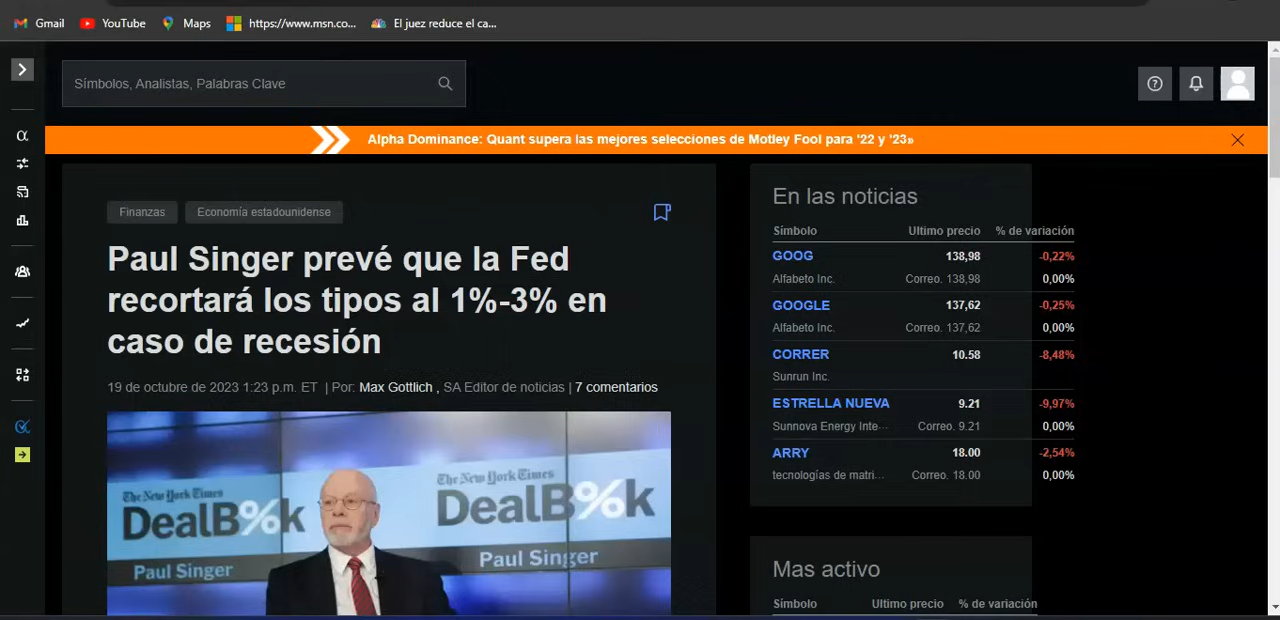 Gmail
YouTube
Maps
https://www.msn.co...
El juez reduce el ca...
Símbolos, Analistas, Palabras Clave
Alpha Dominance: Quant supera las mejores selecciones de Motley Fool para '22 y '23»
Finanzas
Economía estadounidense
Paul Singer prevé que la Fed
recortará los tipos al 1%-3% en
caso de recesión
19 de octubre de 2023 1:23 p.m. ET | Por: Max Gottlich , SA Editor de noticias | 7 comentarios
The New York Times
DealB%k
Paul Singer
The New York Times
DealB%k
Paul Singer
En las noticias
Símbolo Ultimo precio % de variación
GOOG 138,98 -0,22%
Alfabeto Inc. Correo. 138,98 0,00%
GOOGLE 137,62 -0,25%
Alfabeto Inc. Correo. 137,62 0,00%
CORRER 10.58 -8,48%
Sunrun Inc.
ESTRELLA NUEVA 9.21 -9,97%
Sunnova Energy Inte... Correo. 9.21 0,00%
ARRY 18.00 -2,54%
tecnologías de matri... Correo. 18.00 0,00%
Mas activo
Símbolo Ultimo precio % de variación